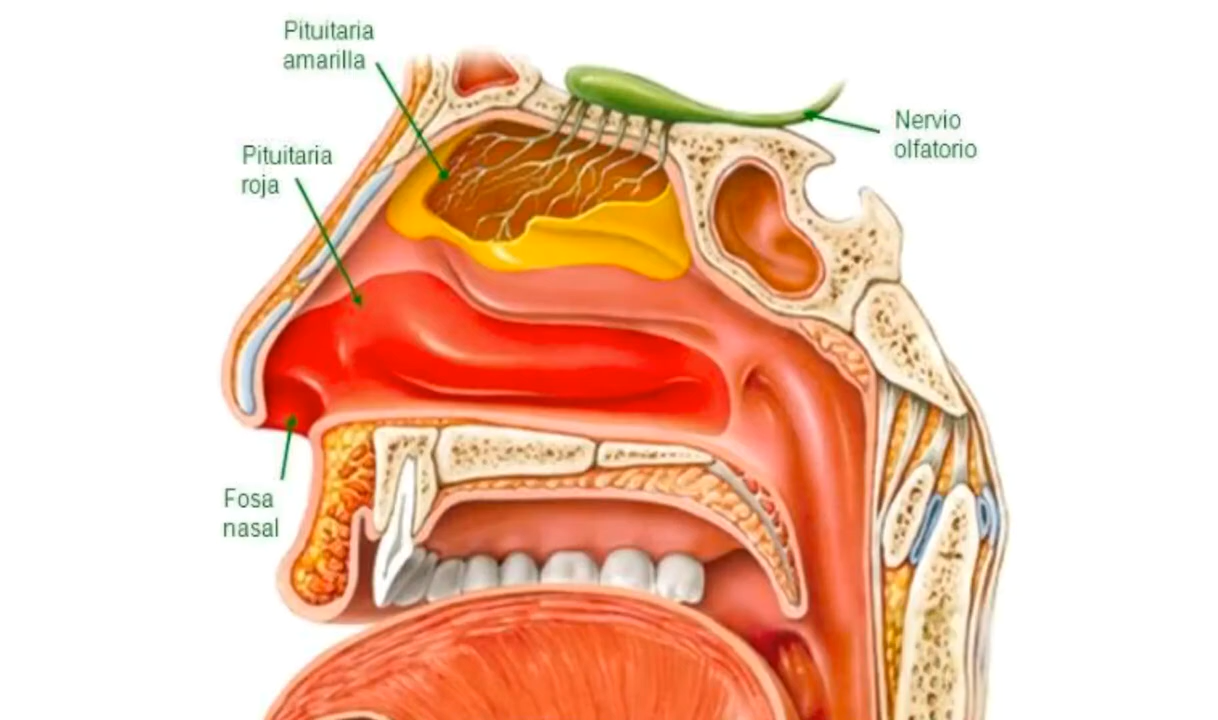 Pituitaria
amarilla
Nervio
olfatorio
Pituitaria
roja
Fosa
nasal